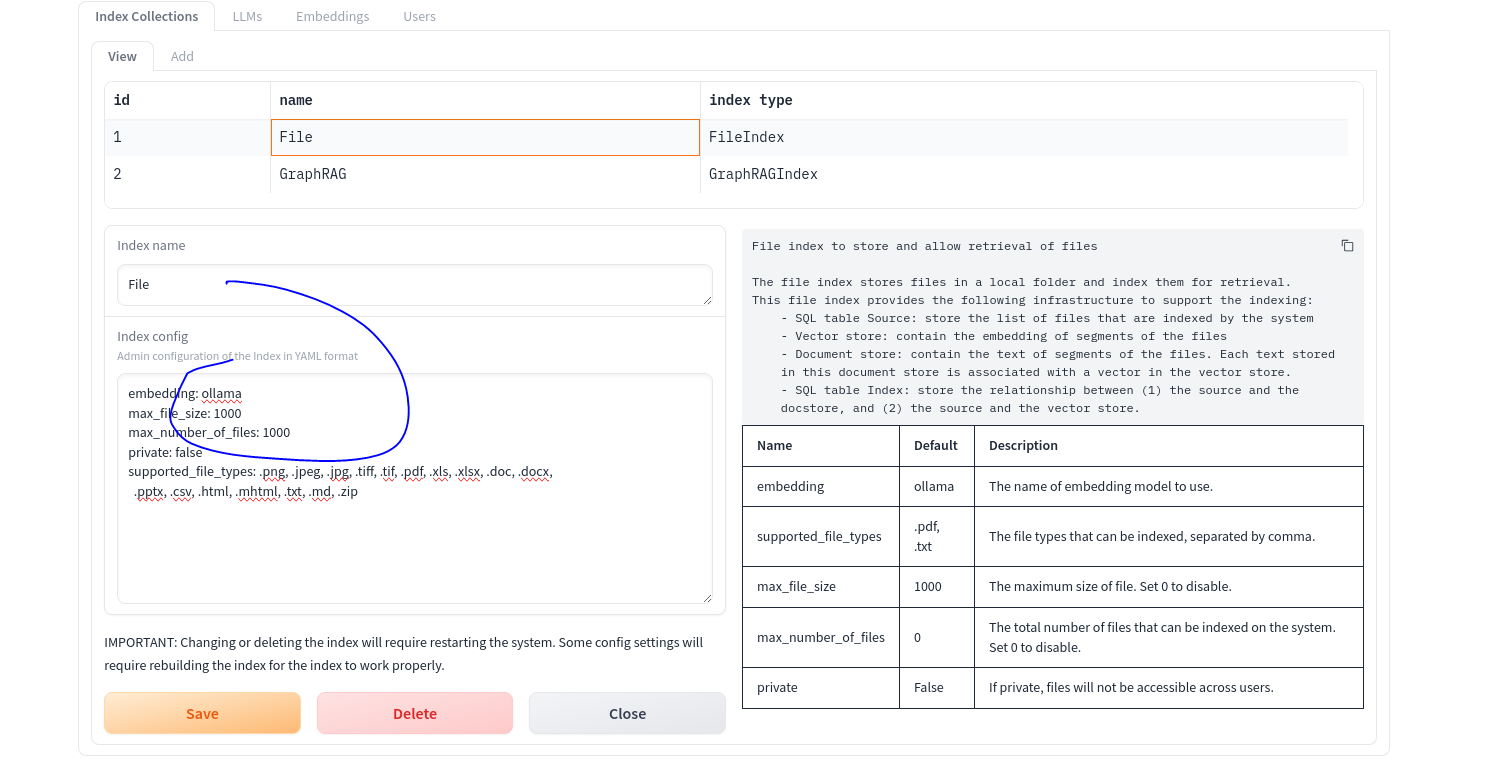 Index Collections LLMs Embeddings Users
View Add
id name index type
1 File FileIndex
2 GraphRAG GraphRAGIndex
Index name
File
Index config
Admin configuration of the Index in YAML format
embedding: ollama
max_file_size: 1000
max_number_of_files: 1000
private: false
supported_file_types: .png, .jpeg, .jpg, .tiff, .tif, .pdf, .xls, .xlsx, .doc, .docx,
.pptx, .csv, .html, .mhtml, .txt, .md, .zip
IMPORTANT: Changing or deleting the index will require restarting the system. Some config settings will
require rebuilding the index for the index to work properly.
Save Delete Close
File index to store and allow retrieval of files
The file index stores files in a local folder and index them for retrieval.
This file index provides the following infrastructure to support the indexing:
- SQL table Source: store the list of files that are indexed by the system
- Vector store: contain the embedding of segments of the files
- Document store: contain the text of segments of the files. Each text stored
in this document store is associated with a vector in the vector store.
- SQL table Index: store the relationship between (1) the source and the
docstore, and (2) the source and the vector store.
Name Default Description
embedding ollama The name of embedding model to use.
supported_file_types .pdf, .txt The file types that can be indexed, separated by comma.
max_file_size 1000 The maximum size of file. Set 0 to disable.
max_number_of_files 0 The total number of files that can be indexed on the system.
Set 0 to disable.
private False If private, files will not be accessible across users.